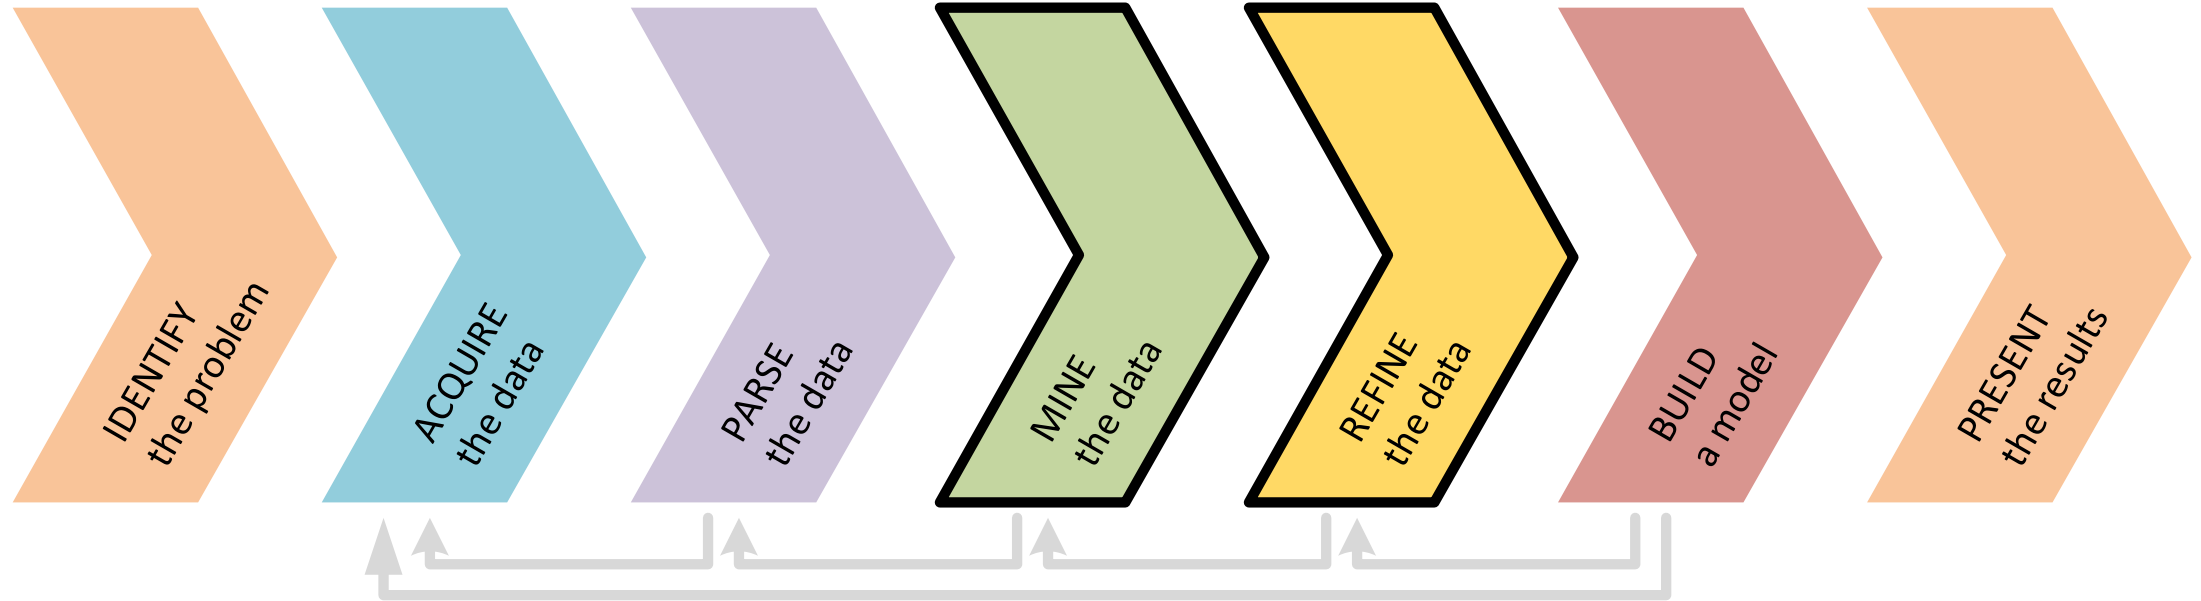 IDENTIFY
the problem
ACQUIRE
the data
PARSE
the data
MINE
the data
REFINE
the data
BUILD
a model
PRESENT
the results